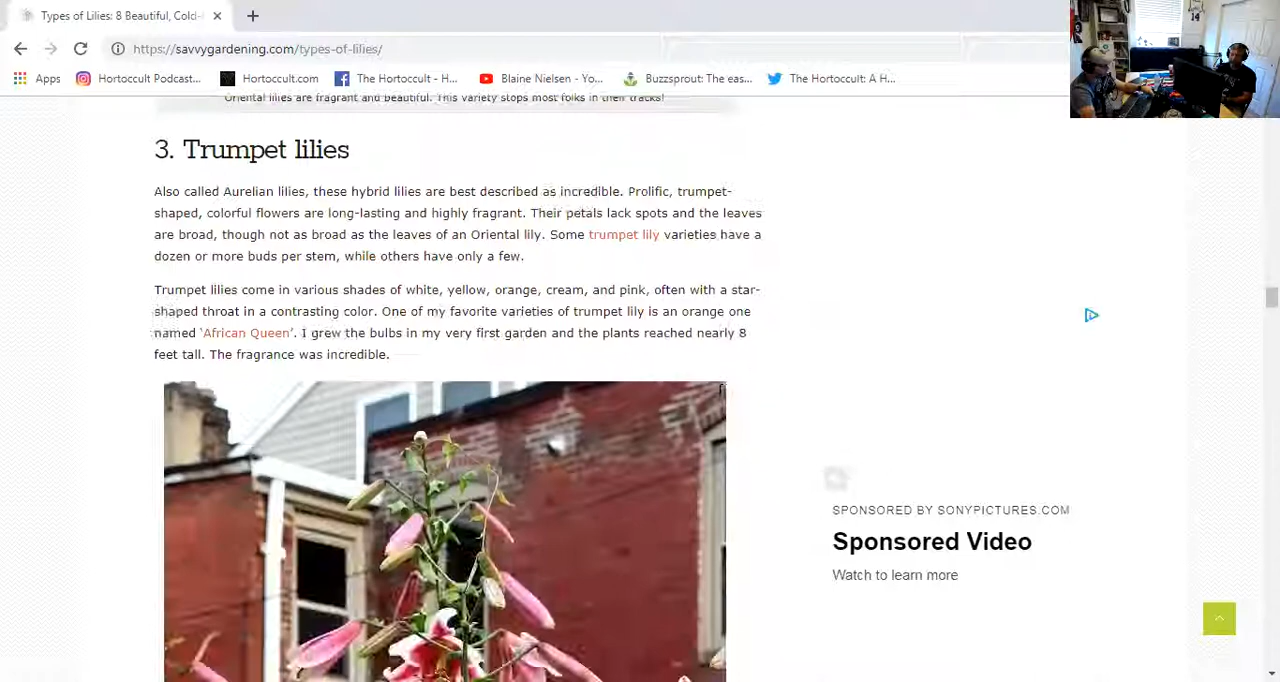 Types of Lilies: 8 Beautiful, Cold-
https://savvygardening.com/types-of-lilies/
Apps
Hortoccult Podcast...
Hortoccult.com
The Hortoccult - H...
Blaine Nielsen - Yo...
Buzzsprout: The eas...
The Hortoccult: A H...
Oriental lilies are fragrant and beautiful. This variety stops most folks in their tracks!
3. Trumpet lilies
Also called Aurelian lilies, these hybrid lilies are best described as incredible. Prolific, trumpet-
shaped, colorful flowers are long-lasting and highly fragrant. Their petals lack spots and the leaves
are broad, though not as broad as the leaves of an Oriental lily. Some trumpet lily varieties have a
dozen or more buds per stem, while others have only a few.
Trumpet lilies come in various shades of white, yellow, orange, cream, and pink, often with a star-
shaped throat in a contrasting color. One of my favorite varieties of trumpet lily is an orange one
named ‘African Queen’. I grew the bulbs in my very first garden and the plants reached nearly 8
feet tall. The fragrance was incredible.
SPONSORED BY SONYPICTURES.COM
Sponsored Video
Watch to learn more
14